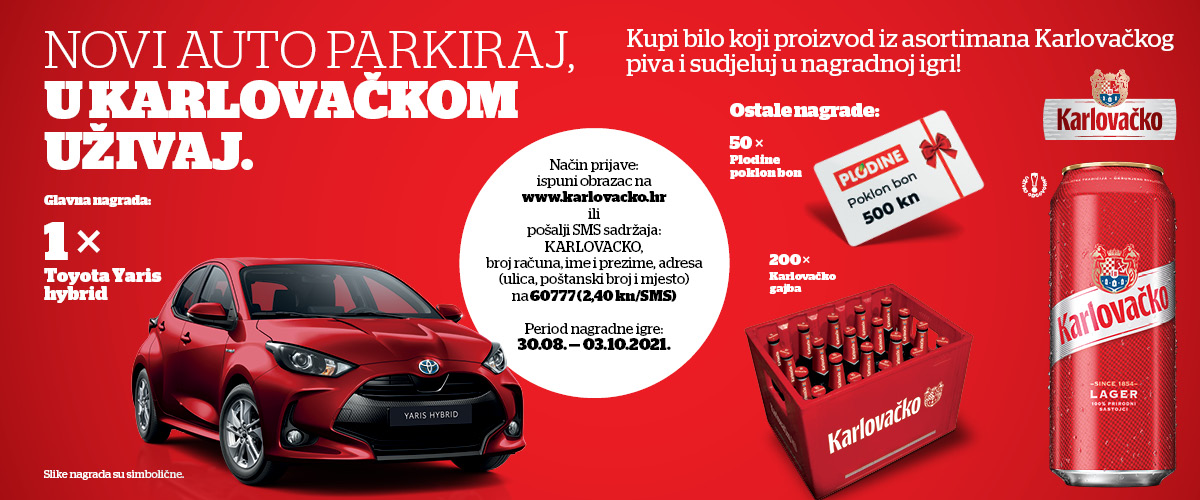 NOVI AUTO PARKIRAJ,
U KARLOVAČKOM
UŽIVAJ.
Glavna nagrada:
1 ×
Toyota Yaris
hybrid
YARIS HYBRID
Slike nagrada su simbolične.
Način prijave:
ispuni obrazac na
www.karlovacko.hr
ili
pošalji SMS sadržaja:
KARLOVACKO,
broj računa, ime i prezime, adresa
(ulica, poštanski broj i mjesto)
na 60777 (2,40 kn/SMS)
Period nagradne igre:
30.08. — 03.10.2021.
Kupi bilo koji proizvod iz asortimana Karlovačkog
piva i sudjeluj u nagradnoj igri!
Ostale nagrade:
50 ×
Plodine
poklon bon
PLODINE
Poklon bon
500 kn
200 ×
Karlovačko
gajba
Karlovačko
Karlovačko
Karlovačko
SINCE 1854
LAGER
100% PRIRODNI
SASTOJCI